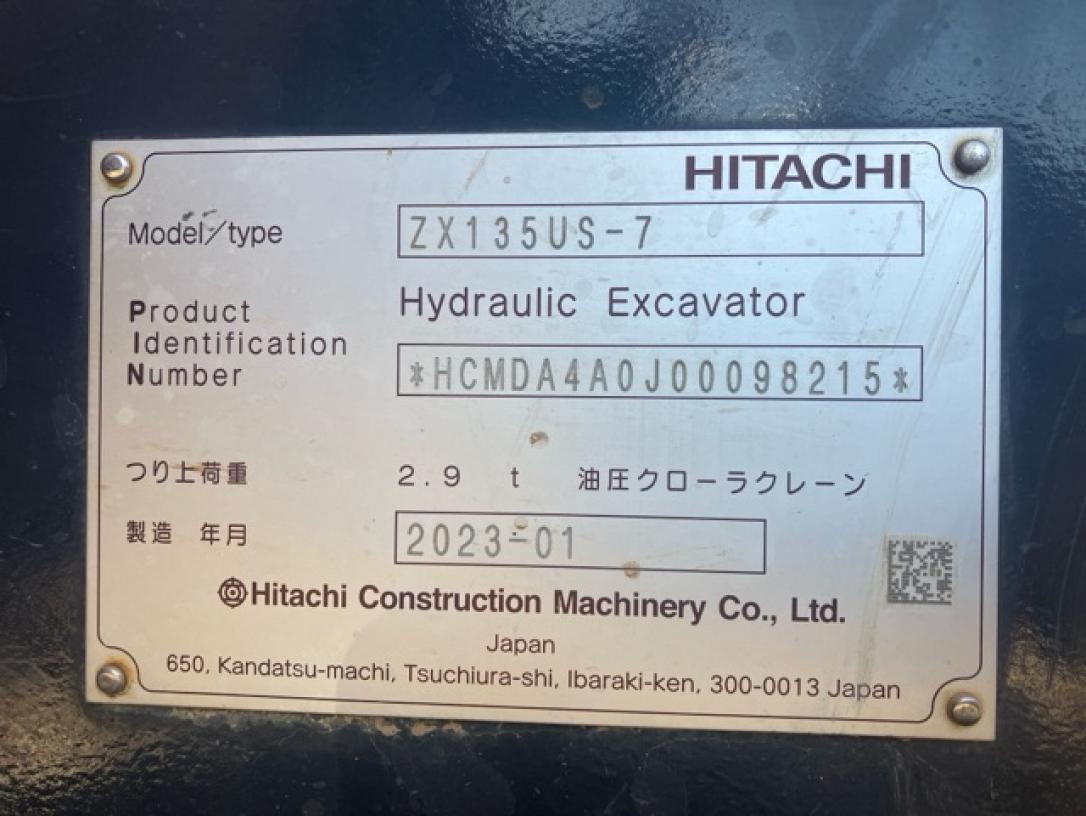 HITACHI
Model/type ZX135US-7
Hydraulic Excavator
Product
Identification
Number *HCMDA4A0J00098215*
つり上荷重 2.9 t 油圧クローラクレーン
製造 年月 2023-01
Hitachi Construction Machinery Co., Ltd.
Japan
650, Kandatsu-machi, Tsuchiura-shi, Ibaraki-ken, 300-0013 Japan